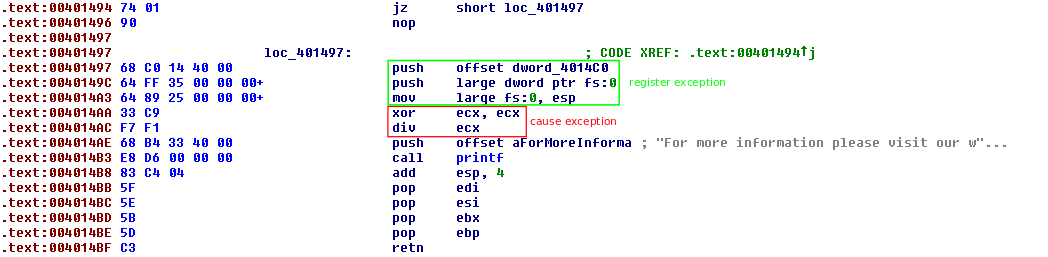 .text:00401494 74 01 jz short loc_401497
.text:00401496 90 nop
.text:00401497
.text:00401497 loc_401497: ; CODE XREF: .text:00401494↑j
.text:00401497 68 C0 14 40 00 push offset dword_4014C0
.text:0040149C 64 FF 35 00 00 00 00+ push large dword ptr fs:0 register exception
.text:004014A3 64 89 25 00 00 00 00+ mov large fs:0, esp
.text:004014AA 33 C9 xor ecx, ecx
cause exception
.text:004014AC F7 F1 div ecx
.text:004014AE 68 B4 33 40 00 push offset aForMoreInforma ; "For more information please visit our w"...
.text:004014B3 E8 D6 00 00 00 call printf
.text:004014B8 83 C4 04 add esp, 4
.text:004014BB 5F pop edi
.text:004014BC 5E pop esi
.text:004014BD 5B pop ebx
.text:004014BE 5D pop ebp
.text:004014BF C3 retn